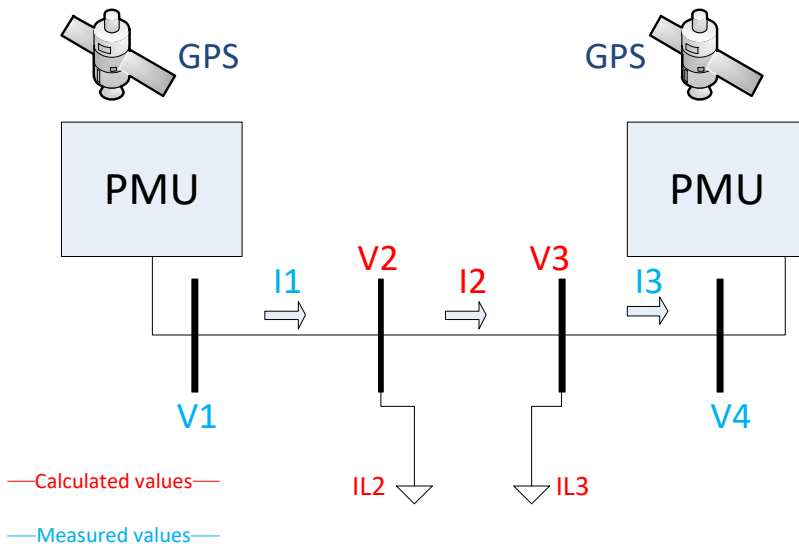 GPS
GPS
PMU
PMU
V2
V3
I1
I2
I3
V1
V4
IL2
IL3
Calculated values
Measured values